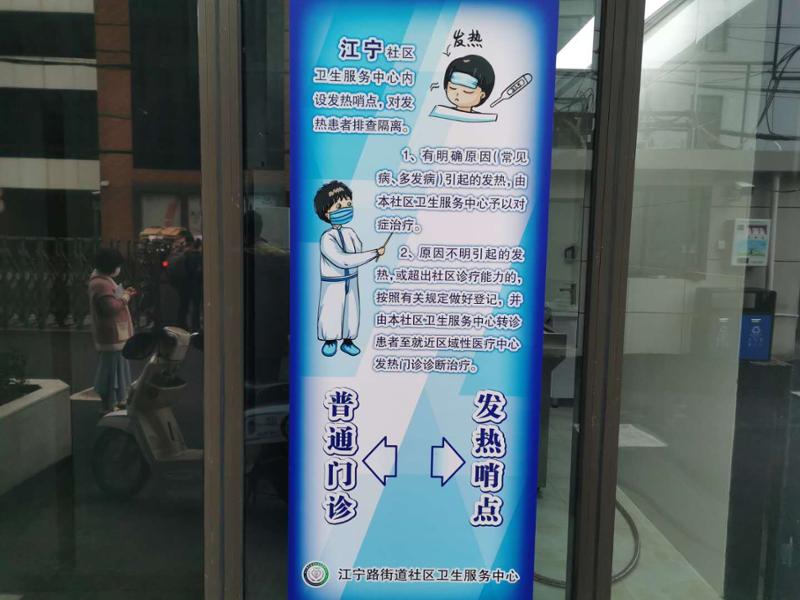 江宁社区
卫生服务中心内
设发热哨点，对发
热患者排查隔离。
发热
1、有明确原因（常见
病、多发病）引起的发热，由
本社区卫生服务中心予以对
症治疗。
2、原因不明引起的发
热，或超出社区诊疗能力的，
按照有关规定做好登记，并
由本社区卫生服务中心转诊
患者至就近区域性医疗中心
发热门诊诊断治疗。
普通门诊
发热哨点
江宁路街道社区卫生服务中心